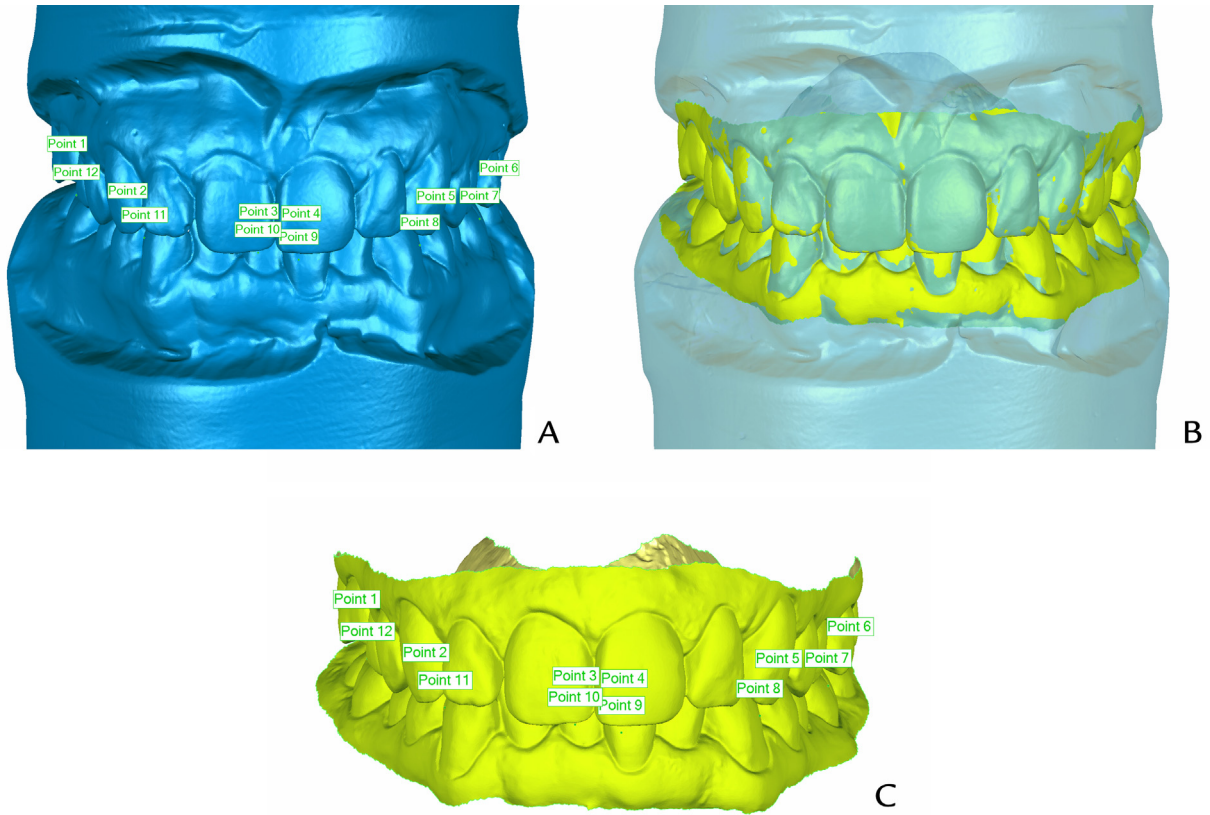 Point 1
Point 12
Point 2
Point 11
Point 3
Point 4
Point 10
Point 9
Point 5
Point 8
Point 6
Point 7
A
B
Point 1
Point 12
Point 2
Point 11
Point 3
Point 4
Point 10
Point 9
Point 5
Point 8
Point 6
Point 7
C